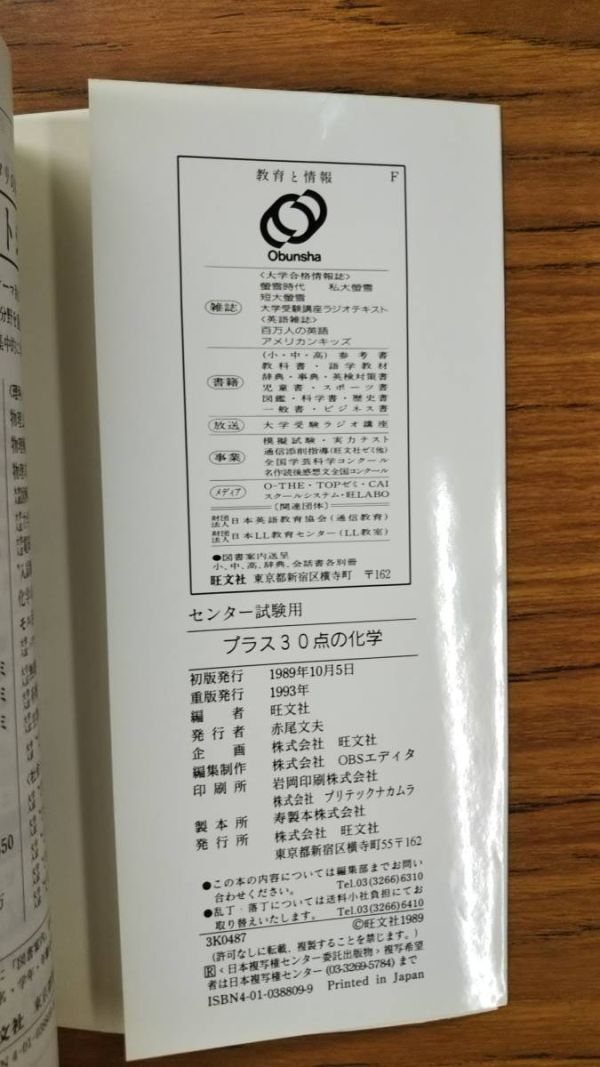 教育と情報 F
Obunsha
〈大学合格情報誌〉
螢雪時代 私大螢雪
短大螢雪
雑誌 大学受験講座ラジオテキスト
〈英語雑誌〉
百万人の英語
アメリカンキッズ
(小・中・高)参考書
教科書・語学教材
書籍 辞典・事典・英検対策書
児童書・スポーツ書
図鑑・科学書・歴史書
一般書・ビジネス書
放送 大学受験ラジオ講座
模擬試験・実力テスト
事業 通信添削指導(旺文社ゼミ他)
全国学芸科学コンクール
名作読後感想文全国コンクール
メディア O-THE・TOPゼミ・CAI
スクールシステム・旺LABO
〔関連団体〕
財団法人 日本英語教育協会(通信教育)
財団法人 日本LL教育センター(LL教室)
●図書案内送呈
小、中、高、辞典、会話書各別冊
旺文社 東京都新宿区横寺町 〒162
センター試験用
プラス30点の化学
初版発行 1989年10月5日
重版発行 1993年
編者 旺文社
発行者 赤尾文夫
企画 株式会社 旺文社
編集制作 株式会社 OBSエディタ
印刷所 岩岡印刷株式会社
株式会社 プリテックナカムラ
製本所 寿製本株式会社
発行所 株式会社 旺文社
東京都新宿区横寺町55〒162
●この本の内容については編集部までお問い
合わせください。 Tel.03(3266)6310
●乱丁・落丁については送料小社負担にてお
取り替えいたします。 Tel.03(3266)6410
3K0487 ©旺文社1989
(許可なしに転載、複製することを禁じます。)
R〈日本複写権センター委託出版物〉複写希望
者は日本複写権センター(03-3269-5784)まで
ISBN4-01-038809-9 Printed in Japan